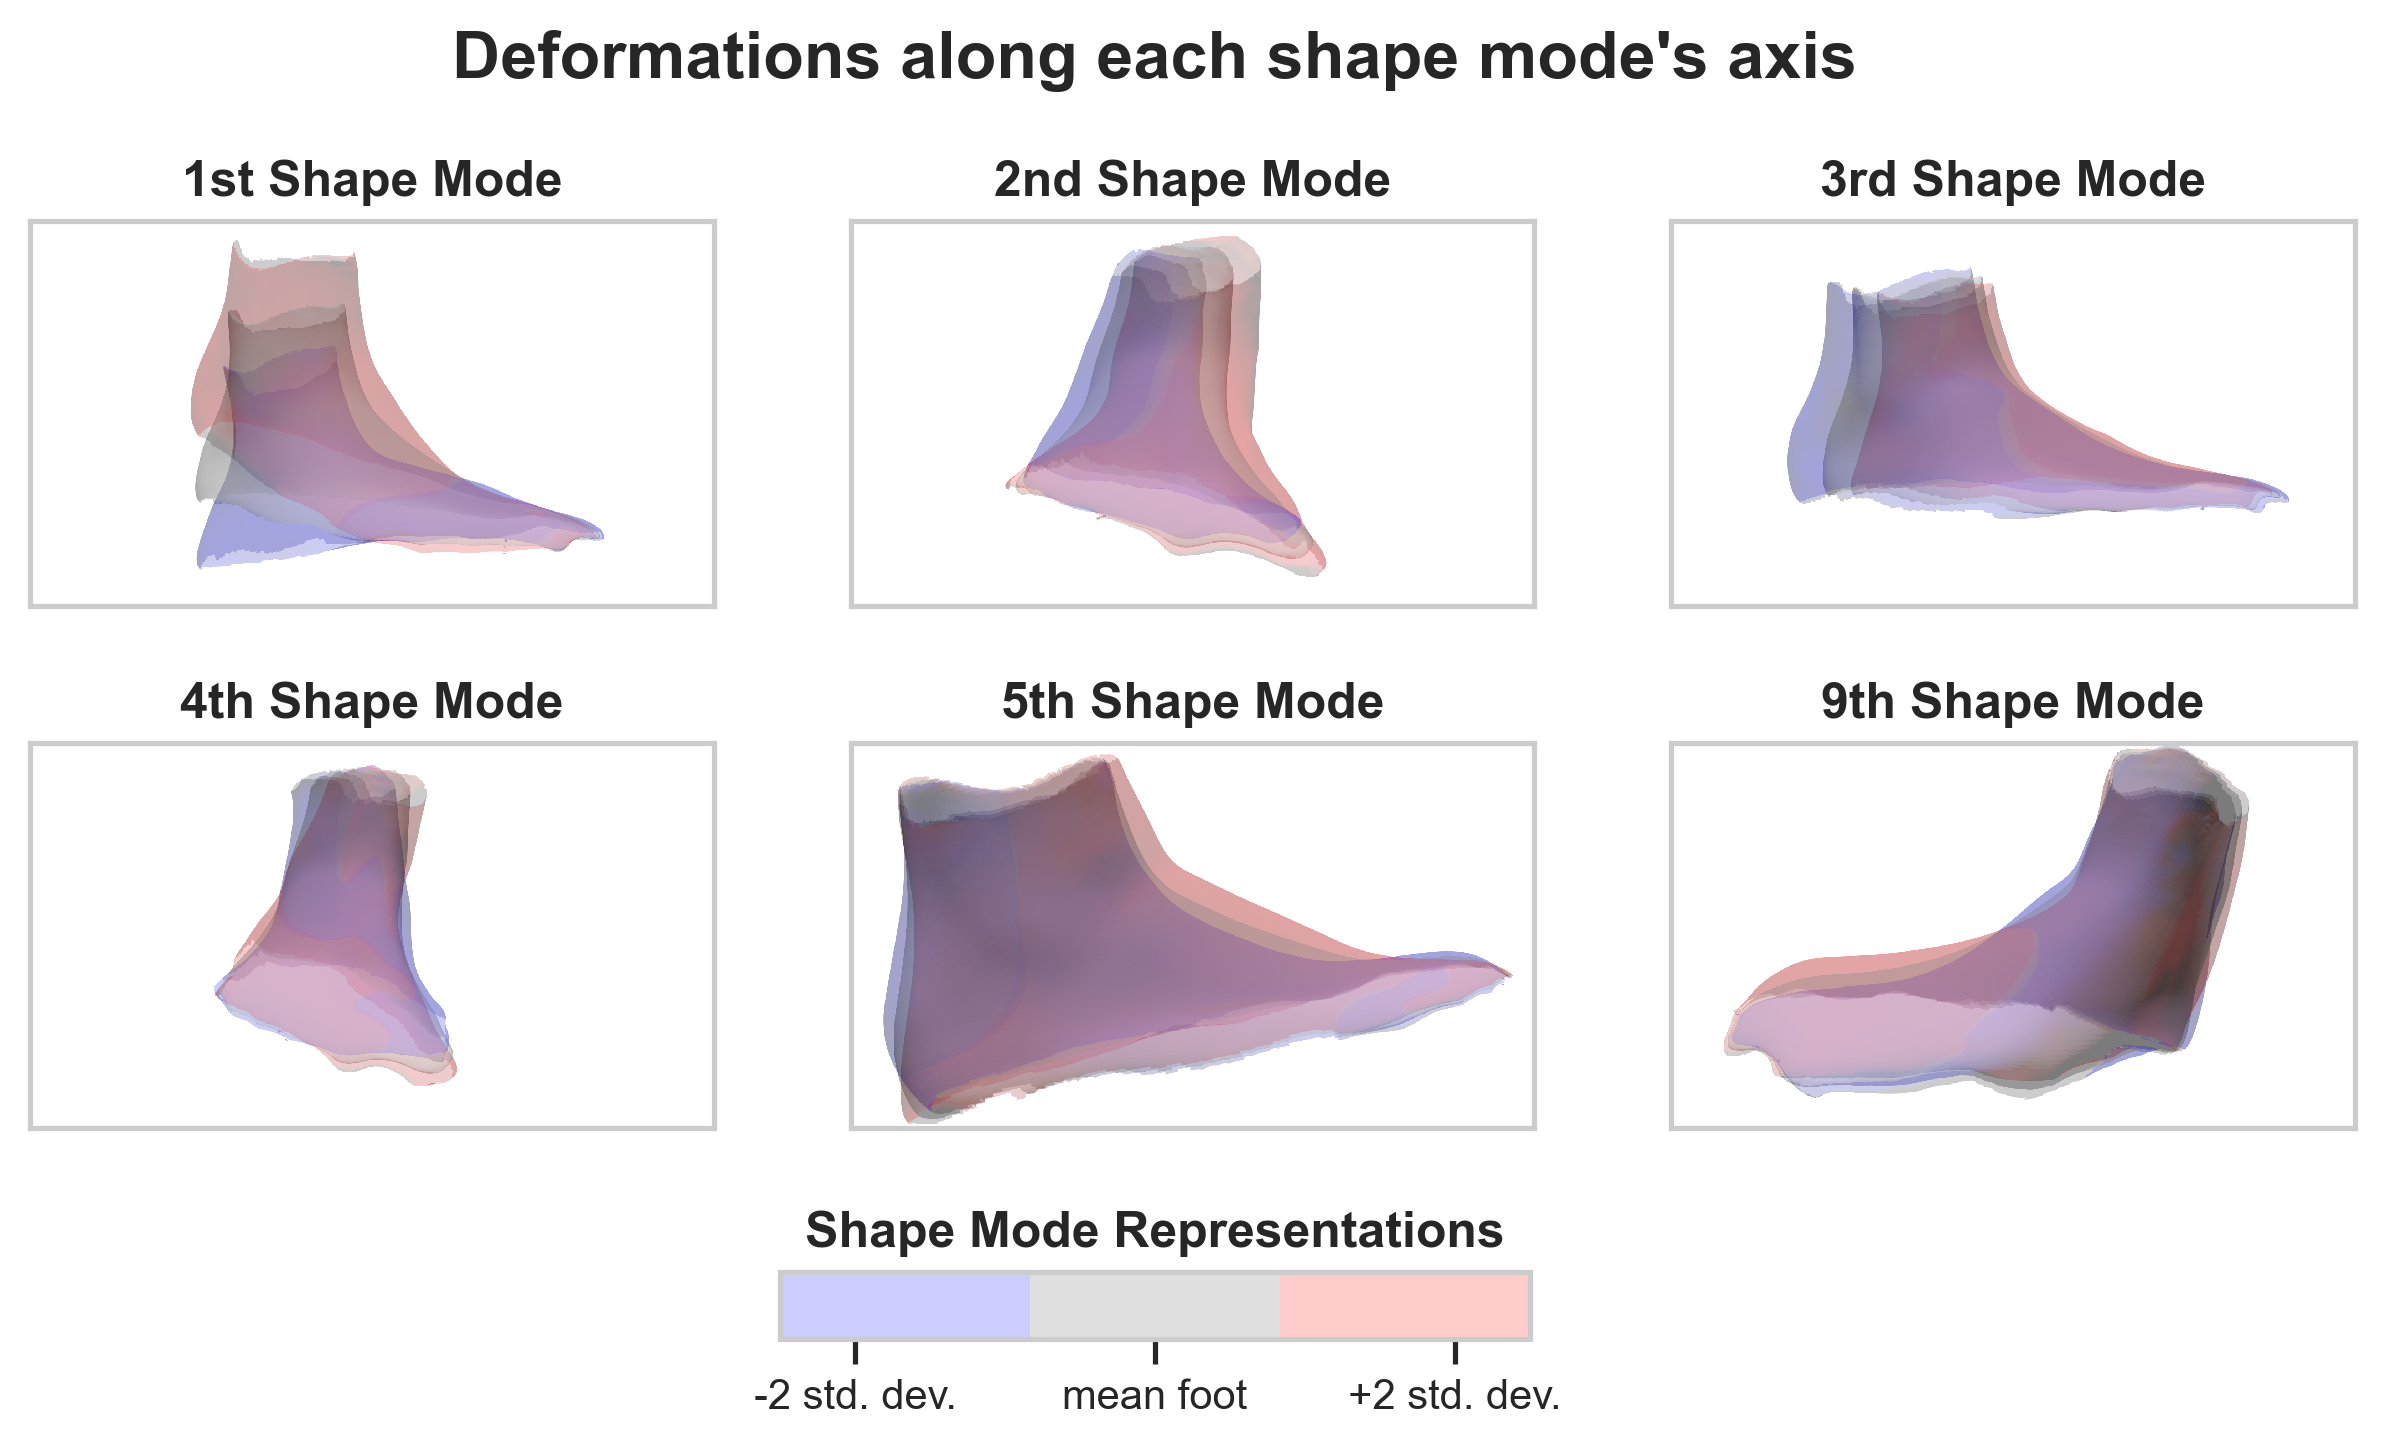 Deformations along each shape mode's axis
1st Shape Mode
2nd Shape Mode
3rd Shape Mode
4th Shape Mode
5th Shape Mode
9th Shape Mode
Shape Mode Representations
-2 std. dev.
mean foot
+2 std. dev.